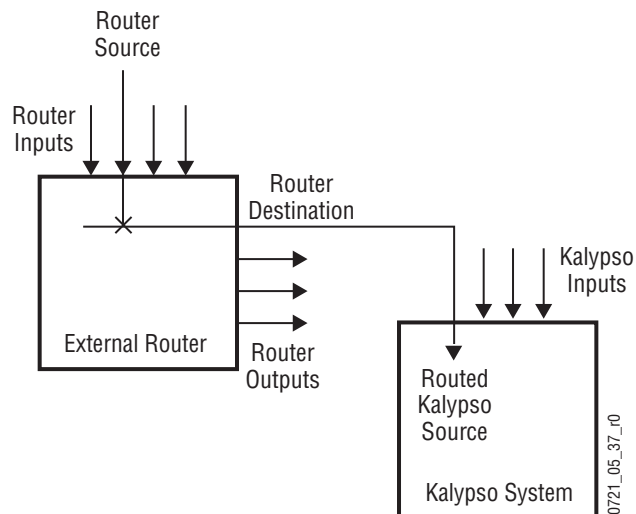 Router
Source
Router
Inputs
Router
Destination
Kalypso
Inputs
External Router
Router
Outputs
Routed
Kalypso
Source
Kalypso System
0721_05_37_r0